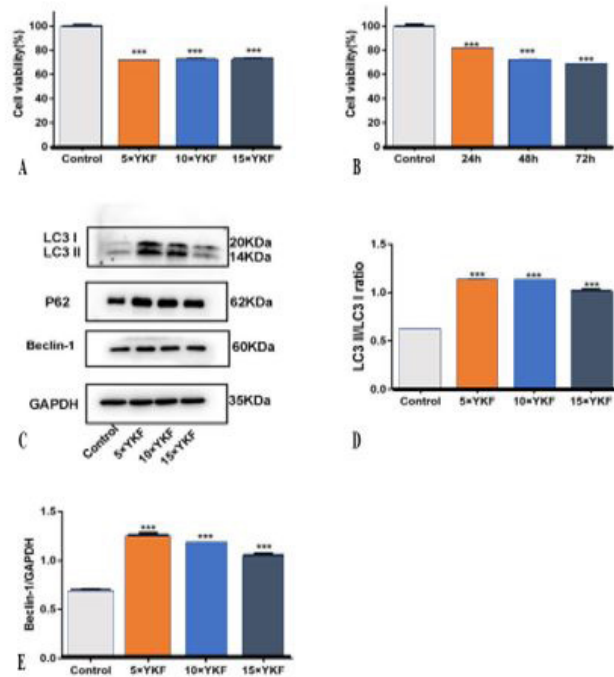 Cell viability(%)
100
80
60
40
20
0
***
***
***
Control
5×YKF
10×YKF
15×YKF
A
Cell viability(%)
100
80
60
40
20
0
***
***
***
Control
24h
48h
72h
B
LC3 I
LC3 II
20KDa
14KDa
P62
62KDa
Beclin-1
60KDa
GAPDH
35KDa
Control
5×YKF
10×YKF
15×YKF
C
LC3 II/LC3 I ratio
1.5
1.0
0.5
0.0
***
***
***
Control
5×YKF
10×YKF
15×YKF
D
Beclin-1/GAPDH
1.5
1.0
0.5
0.0
***
***
***
Control
5×YKF
10×YKF
15×YKF
E